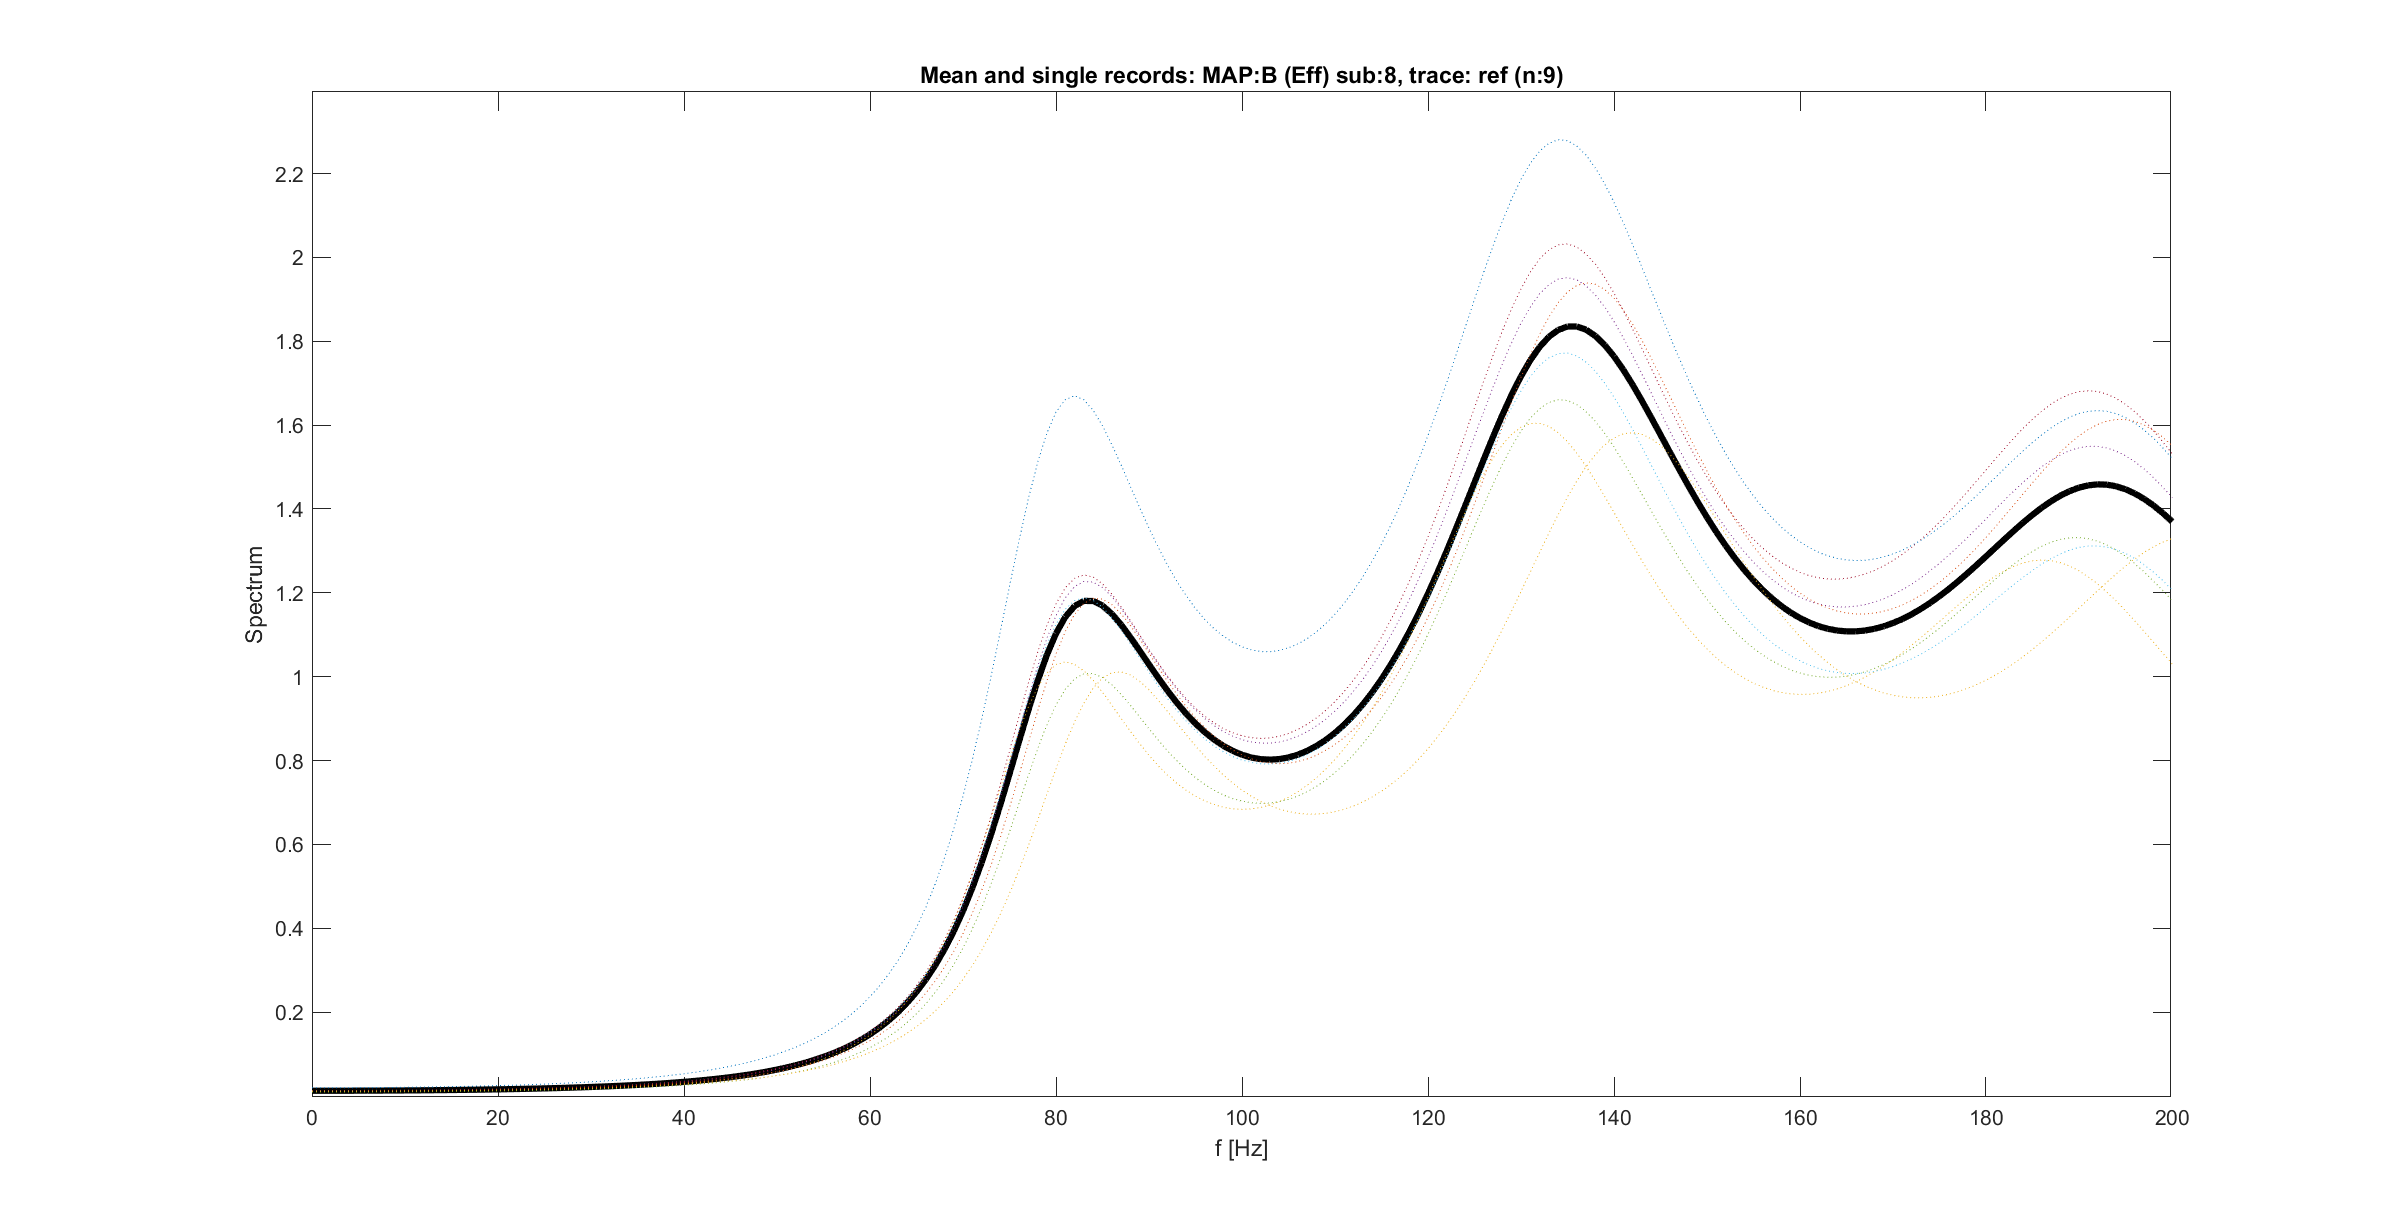 Mean and single records: MAP:B (Eff) sub:8, trace: ref (n:9)
2.2
2
1.8
1.6
1.4
1.2
1
0.8
0.6
0.4
0.2
Spectrum
0 20 40 60 80 100 120 140 160 180 200
f [Hz]